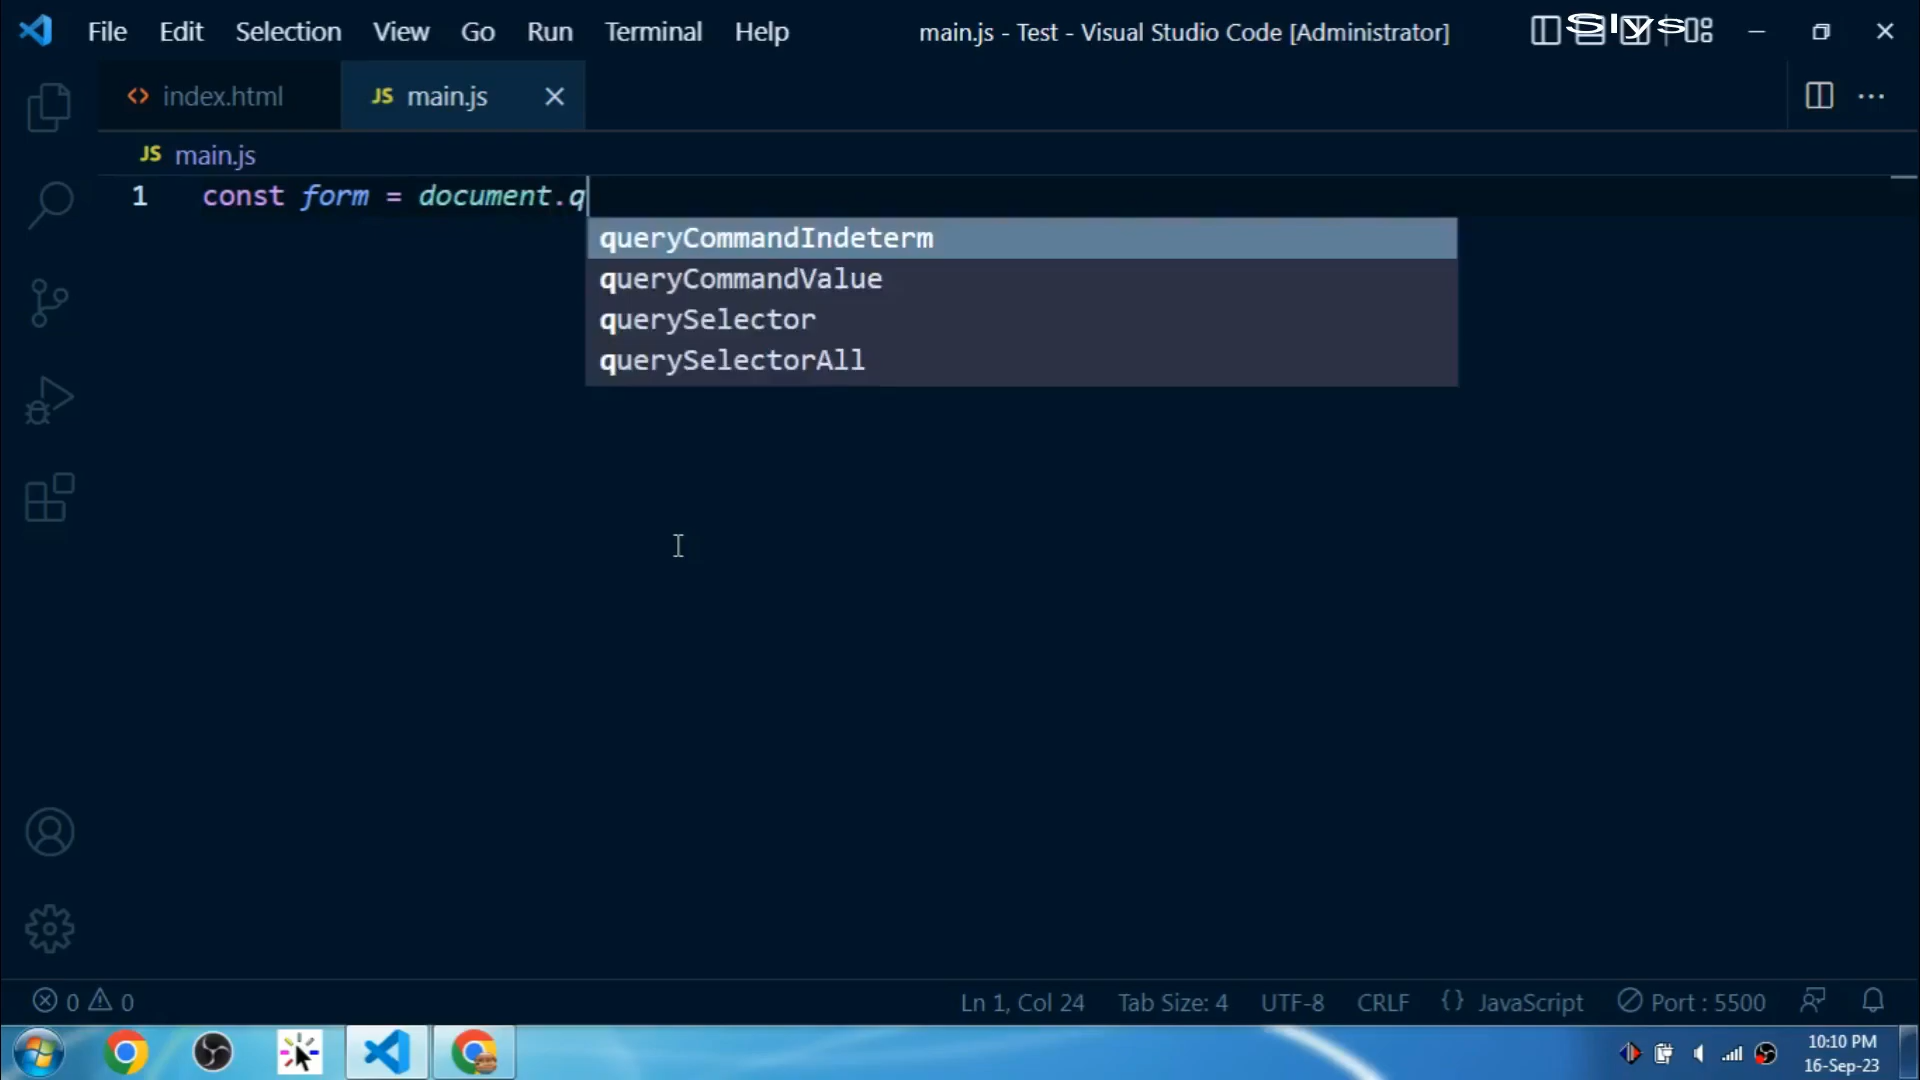 File Edit Selection View Go Run Terminal Help main.js - Test - Visual Studio Code [Administrator] Slys
index.html JS main.js
JS main.js
1 const form = document.q
queryCommandIndeterm
queryCommandValue
querySelector
querySelectorAll
0 0 Ln 1, Col 24 Tab Size: 4 UTF-8 CRLF {} JavaScript Port : 5500
10:10 PM
16-Sep-23